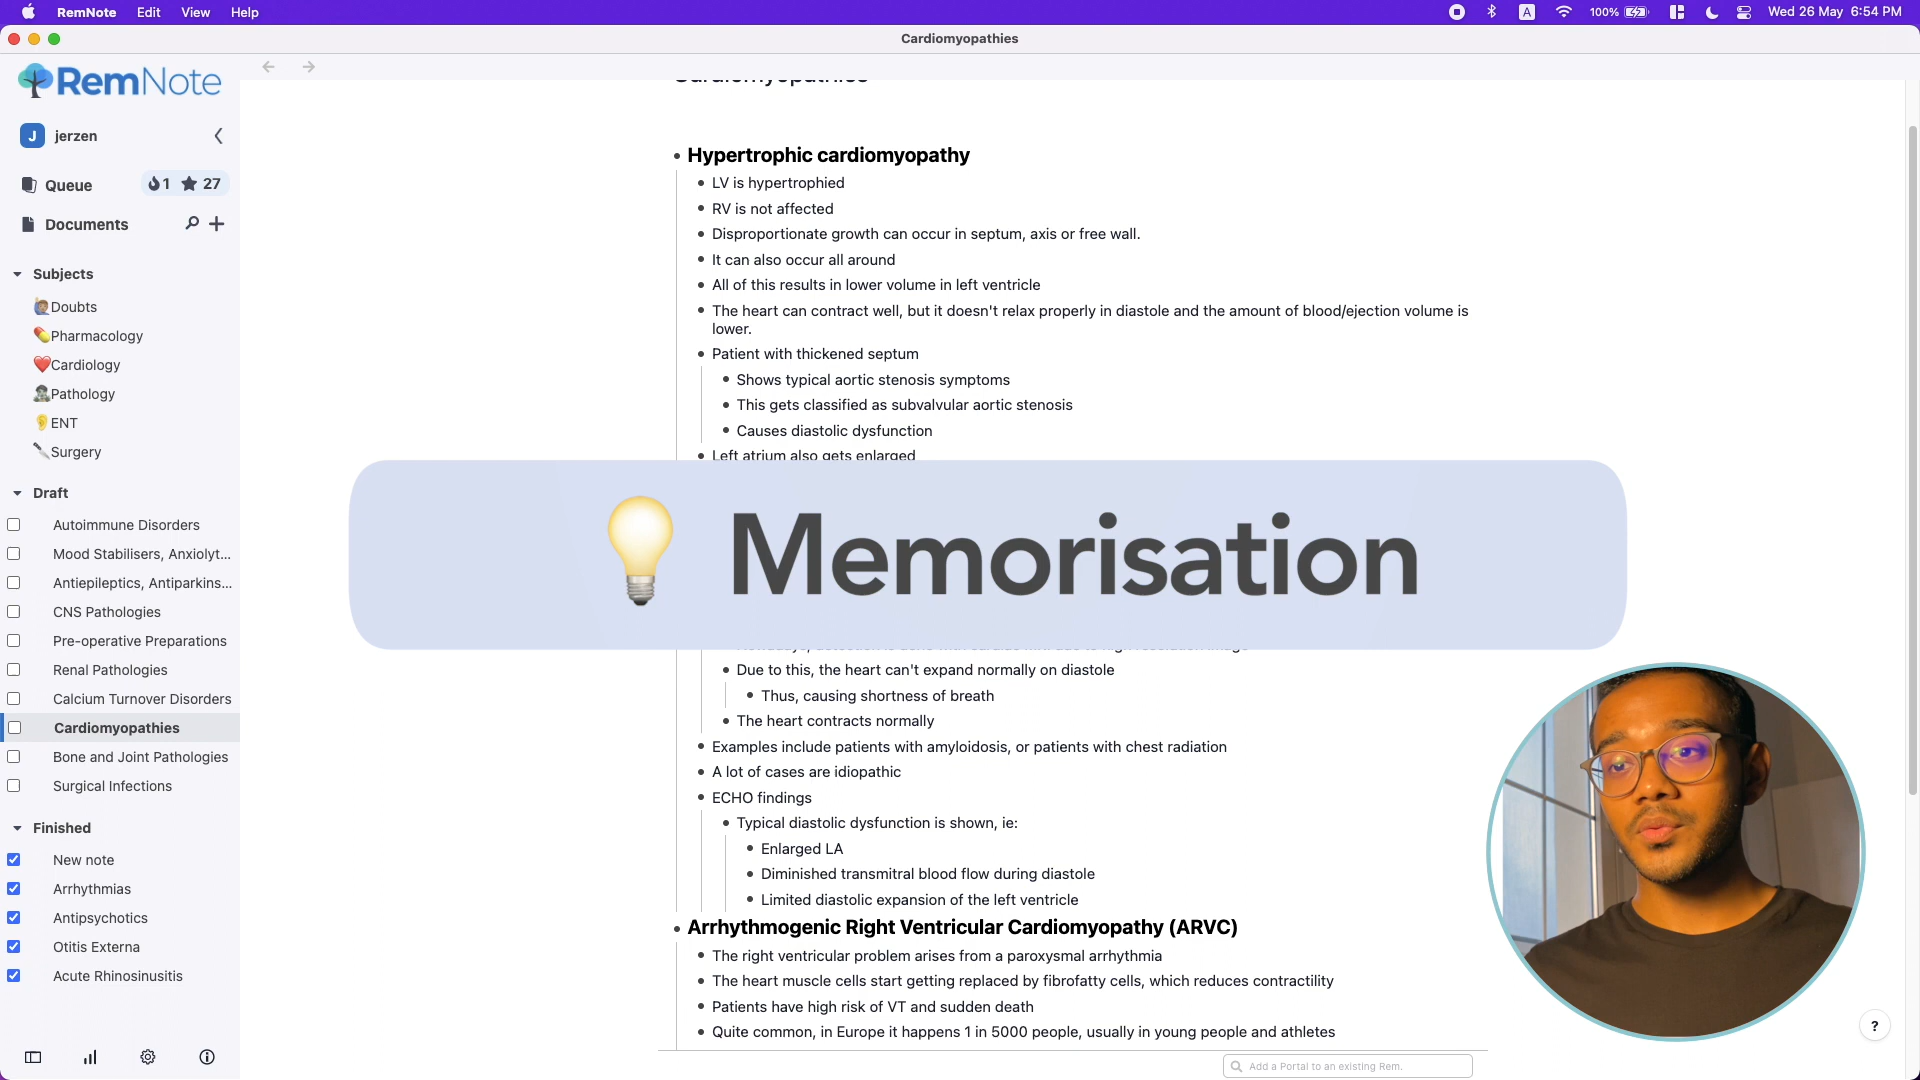 RemNote Edit View Help
A 100% Wed 26 May 6:54 PM
Cardiomyopathies
RemNote
J jerzen
Queue 1 27
Documents
Subjects
Doubts
Pharmacology
Cardiology
Pathology
ENT
Surgery
Draft
Autoimmune Disorders
Mood Stabilisers, Anxiolyt...
Antiepileptics, Antiparkins...
CNS Pathologies
Pre-operative Preparations
Renal Pathologies
Calcium Turnover Disorders
Cardiomyopathies
Bone and Joint Pathologies
Surgical Infections
Finished
New note
Arrhythmias
Antipsychotics
Otitis Externa
Acute Rhinosinusitis
Cardiomyopathies
Hypertrophic cardiomyopathy
LV is hypertrophied
RV is not affected
Disproportionate growth can occur in septum, axis or free wall.
It can also occur all around
All of this results in lower volume in left ventricle
The heart can contract well, but it doesn't relax properly in diastole and the amount of blood/ejection volume is
lower.
Patient with thickened septum
Shows typical aortic stenosis symptoms
This gets classified as subvalvular aortic stenosis
Causes diastolic dysfunction
Left atrium also gets enlarged
Memorisation
Due to this, the heart can't expand normally on diastole
Thus, causing shortness of breath
The heart contracts normally
Examples include patients with amyloidosis, or patients with chest radiation
A lot of cases are idiopathic
ECHO findings
Typical diastolic dysfunction is shown, ie:
Enlarged LA
Diminished transmitral blood flow during diastole
Limited diastolic expansion of the left ventricle
Arrhythmogenic Right Ventricular Cardiomyopathy (ARVC)
The right ventricular problem arises from a paroxysmal arrhythmia
The heart muscle cells start getting replaced by fibrofatty cells, which reduces contractility
Patients have high risk of VT and sudden death
Quite common, in Europe it happens 1 in 5000 people, usually in young people and athletes
Add a Portal to an existing Rem.
?